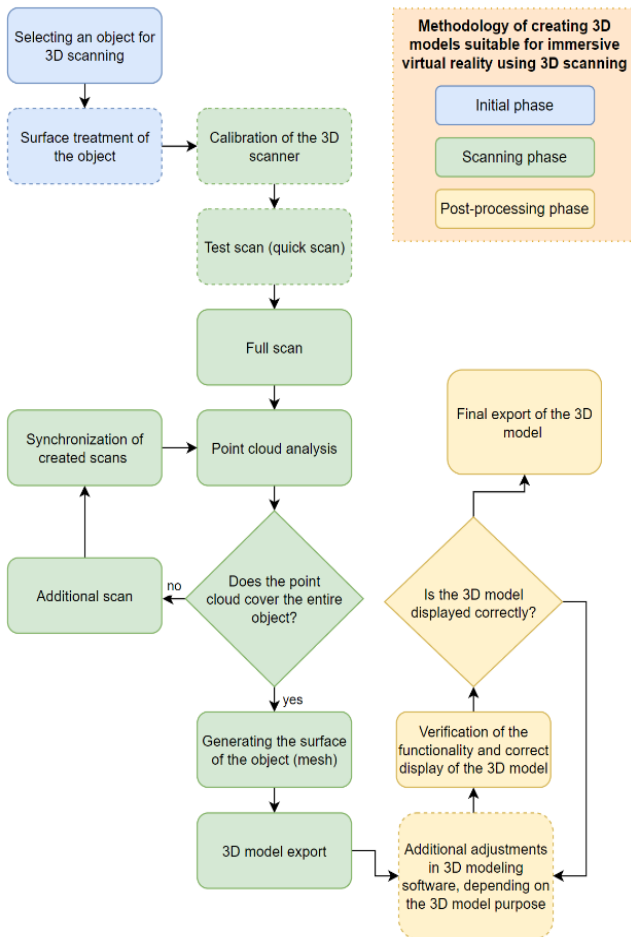 Selecting an object for
3D scanning
Surface treatment of
the object
Calibration of the 3D
scanner
Test scan (quick scan)
Full scan
Synchronization of
created scans
Point cloud analysis
Additional scan
no
Does the point
cloud cover the entire
object?
yes
Generating the surface
of the object (mesh)
3D model export
Methodology of creating 3D
models suitable for immersive
virtual reality using 3D scanning
Initial phase
Scanning phase
Post-processing phase
Final export of the 3D
model
Is the 3D model
displayed correctly?
Verification of the
functionality and correct
display of the 3D model
Additional adjustments
in 3D modeling
software, depending on
the 3D model purpose